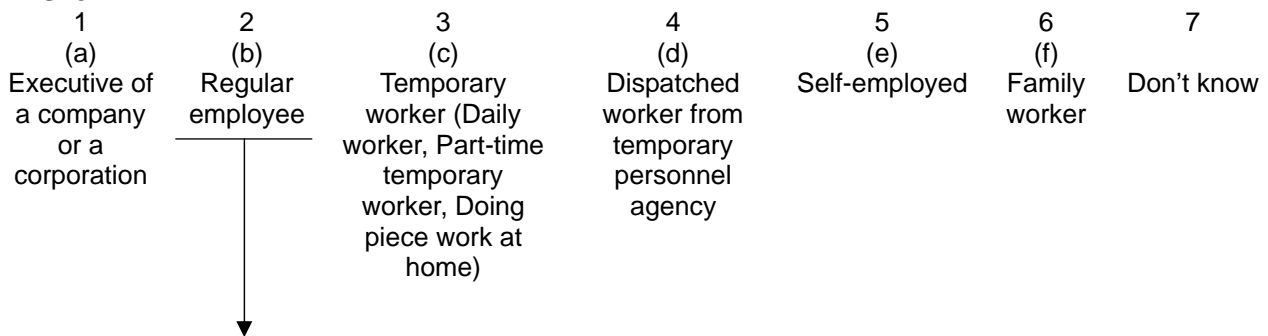 1 2 3 4 5 6 7
(a) (b) (c) (d) (e) (f)
Executive of a company or a corporation
Regular employee
Temporary worker (Daily worker, Part-time temporary worker, Doing piece work at home)
Dispatched worker from temporary personnel agency
Self-employed
Family worker
Don't know